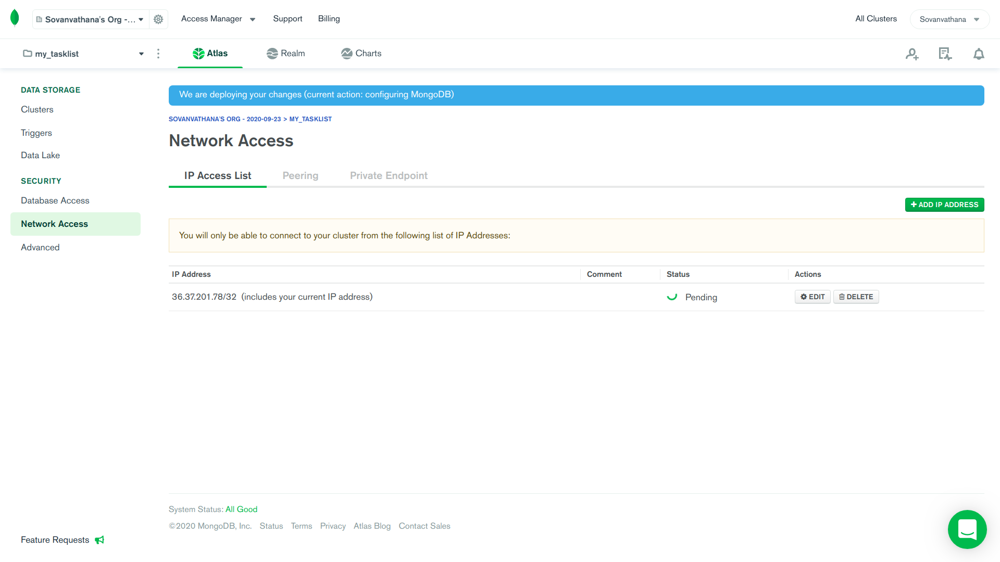 Sovanvathana's Org -...
Access Manager
Support
Billing
All Clusters
Sovanvathana
my_tasklist
Atlas
Realm
Charts
DATA STORAGE
Clusters
Triggers
Data Lake
SECURITY
Database Access
Network Access
Advanced
We are deploying your changes (current action: configuring MongoDB)
SOVANVATHANA'S ORG - 2020-09-23 > MY_TASKLIST
Network Access
IP Access List
Peering
Private Endpoint
+ ADD IP ADDRESS
You will only be able to connect to your cluster from the following list of IP Addresses:
IP Address Comment Status Actions
36.37.201.78/32 (includes your current IP address) Pending EDIT DELETE
System Status: All Good
©2020 MongoDB, Inc. Status Terms Privacy Atlas Blog Contact Sales
Feature Requests